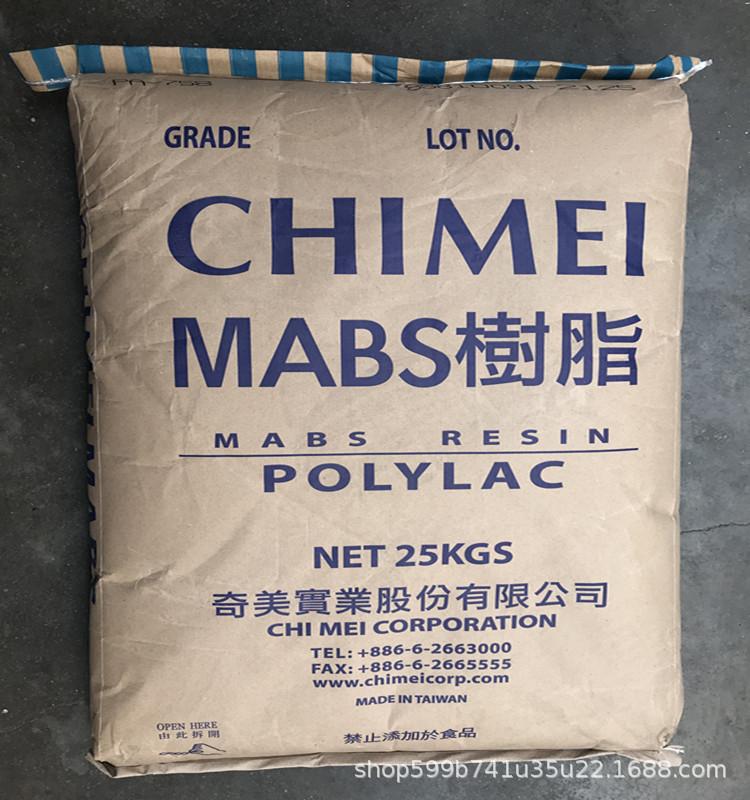 PA-758
GRADE LOT NO.
CHIMEI
MABS樹脂
MABS RESIN
POLYLAC
NET 25KGS
奇美實業股份有限公司
CHI MEI CORPORATION
TEL: +886-6-2663000
FAX: +886-6-2665555
www.chimeicorp.com
MADE IN TAIWAN
OPEN HERE
由此拆開
禁止添加於食品
shop599b741u35u22.1688.com